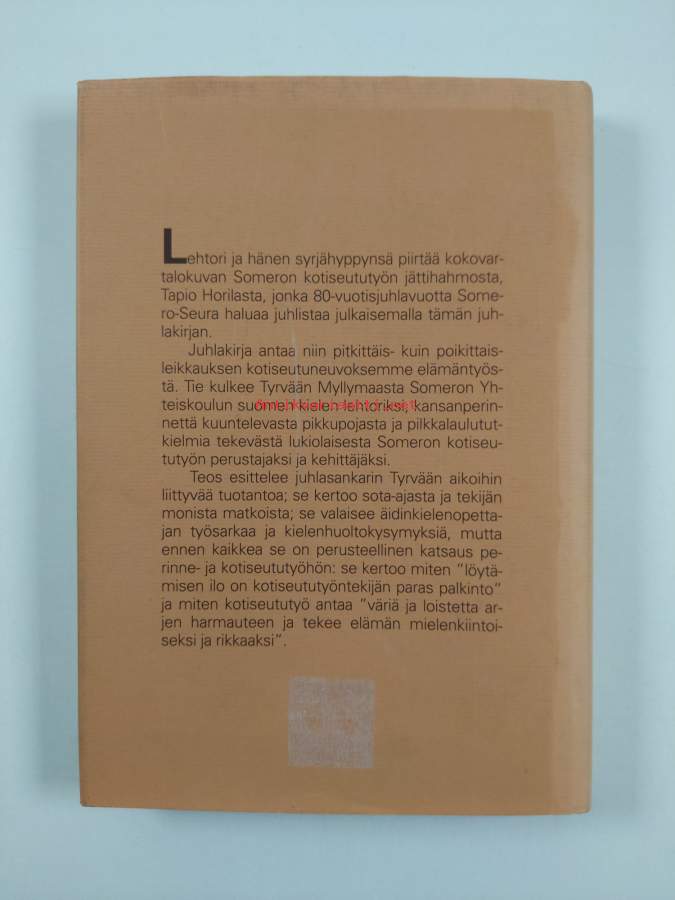 Lehtori ja hänen syrjähyppynsä piirtää kokovar-
talokuvan Someron kotiseututyön jättihahmosta,
Tapio Horilasta, jonka 80-vuotisjuhlavuotta Some-
ro-Seura haluaa juhlistaa julkaisemalla tämän juh-
lakirjan.
Juhlakirja antaa niin pitkittäis- kuin poikittais-
leikkauksen kotiseutuneuvoksemme elämäntyös-
tä. Tie kulkee Tyrvään Myllymaasta Someron Yh-
teiskoulun suomen kielen lehtoriksi, kansanperin-
Antikvariaatti.net
nettä kuuntelevasta pikkupojasta ja pilkkalaulutut-
kielmia tekevästä lukiolaisesta Someron kotiseu-
tutyön perustajaksi ja kehittäjäksi.
Teos esittelee juhlasankarin Tyrvään aikoihin
liittyvää tuotantoa; se kertoo sota-ajasta ja tekijän
monista matkoista; se valaisee äidinkielenopetta-
jan työsarkaa ja kielenhuoltokysymyksiä, mutta
ennen kaikkea se on perusteellinen katsaus pe-
rinne- ja kotiseututyöhön: se kertoo miten "löytä-
misen ilo on kotiseututyöntekijän paras palkinto"
ja miten kotiseututyö antaa "väriä ja loistetta ar-
jen harmauteen ja tekee elämän mielenkiintoi-
seksi ja rikkaaksi".